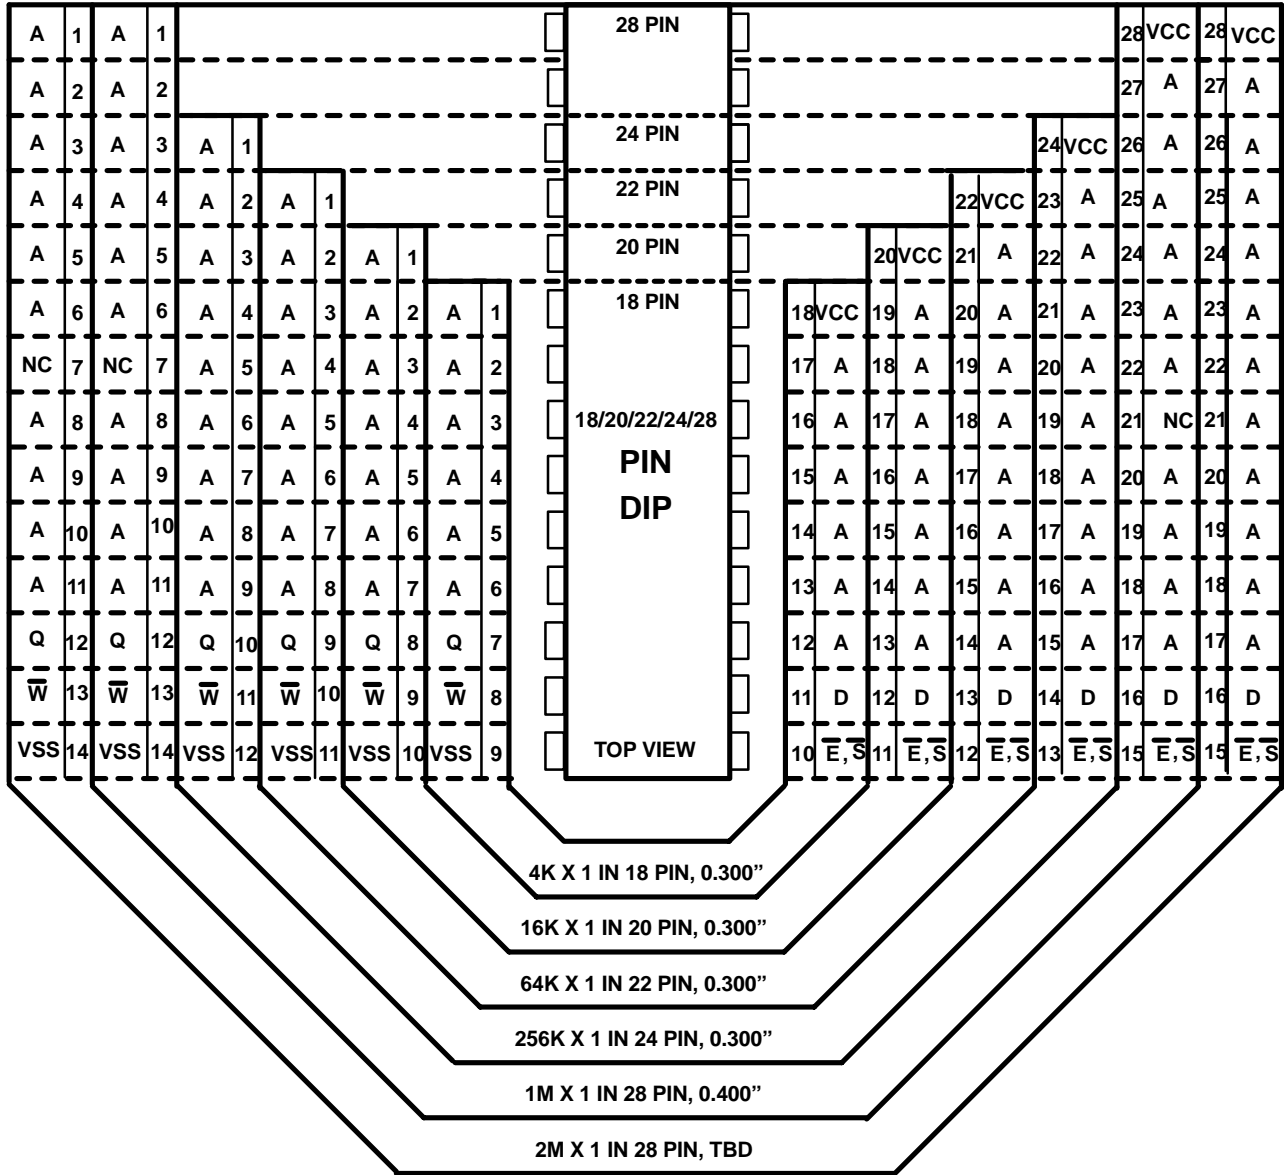 A 1 A 1 28 PIN 28 VCC 28 VCC
A 2 A 2 27 A 27 A
A 3 A 3 A 1 24 PIN 24 VCC 26 A 26 A
A 4 A 4 A 2 A 1 22 PIN 22 VCC 23 A 25 A 25 A
A 5 A 5 A 3 A 2 A 1 20 PIN 20 VCC 21 A 22 A 24 A 24 A
A 6 A 6 A 4 A 3 A 2 A 1 18 PIN 18 VCC 19 A 20 A 21 A 23 A 23 A
NC 7 NC 7 A 5 A 4 A 3 A 2 17 A 18 A 19 A 20 A 22 A 22 A
A 8 A 8 A 6 A 5 A 4 A 3 18/20/22/24/28 16 A 17 A 18 A 19 A 21 NC 21 A
A 9 A 9 A 7 A 6 A 5 A 4 PIN 15 A 16 A 17 A 18 A 20 A 20 A
A 10 A 10 A 8 A 7 A 6 A 5 DIP 14 A 15 A 16 A 17 A 19 A 19 A
A 11 A 11 A 9 A 8 A 7 A 6 13 A 14 A 15 A 16 A 18 A 18 A
Q 12 Q 12 Q 10 Q 9 Q 8 Q 7 12 A 13 A 14 A 15 A 17 A 17 A
W̅ 13 W̅ 13 W̅ 11 W̅ 10 W̅ 9 W̅ 8 11 D 12 D 13 D 14 D 16 D 16 D
VSS 14 VSS 14 VSS 12 VSS 11 VSS 10 VSS 9 TOP VIEW 10 E̅,S̅ 11 E̅,S̅ 12 E̅,S̅ 13 E̅,S̅ 15 E̅,S̅ 15 E̅,S̅
4K X 1 IN 18 PIN, 0.300”
16K X 1 IN 20 PIN, 0.300”
64K X 1 IN 22 PIN, 0.300”
256K X 1 IN 24 PIN, 0.300”
1M X 1 IN 28 PIN, 0.400”
2M X 1 IN 28 PIN, TBD